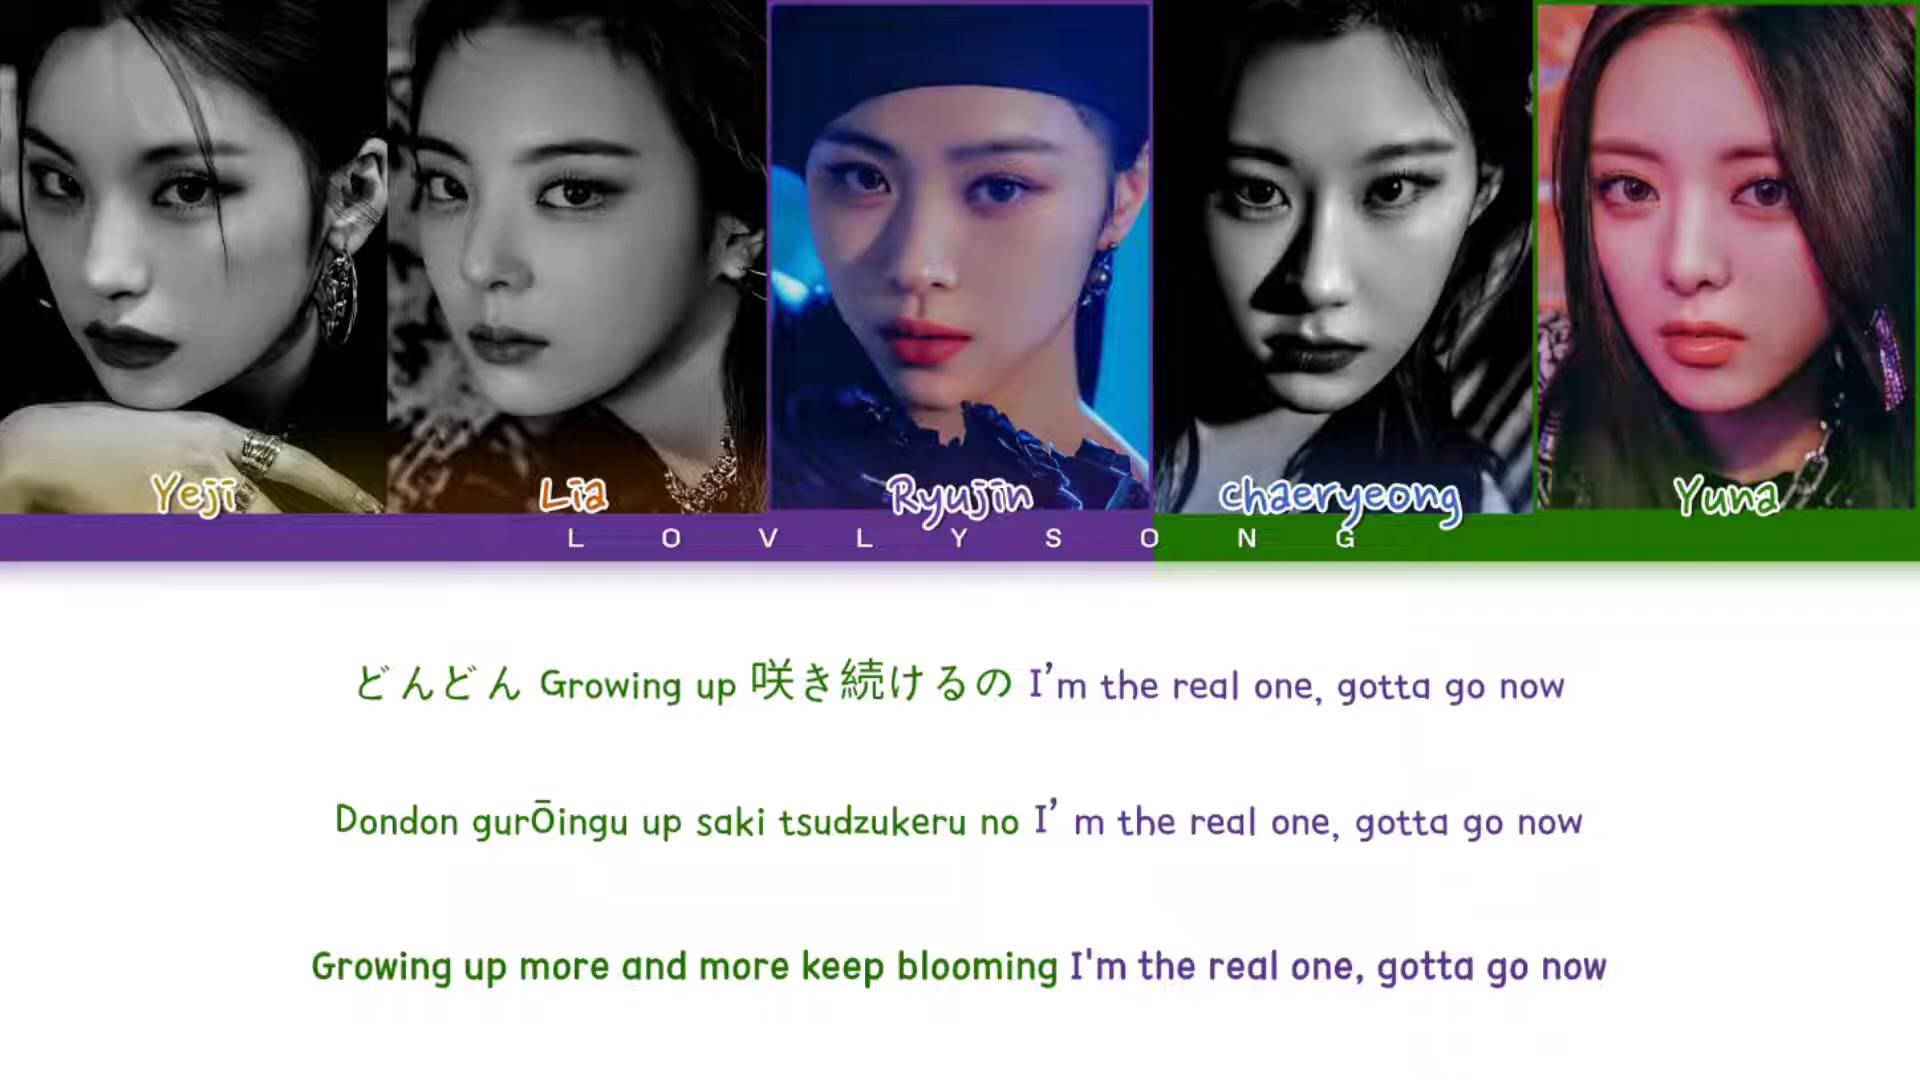 Yeji Lia Ryujin chaeryeong Yuna
LOVLYSONG
どんどん Growing up 咲き続けるの I’m the real one, gotta go now
Dondon gurŌingu up saki tsudzukeru no I’ m the real one, gotta go now
Growing up more and more keep blooming I'm the real one, gotta go now